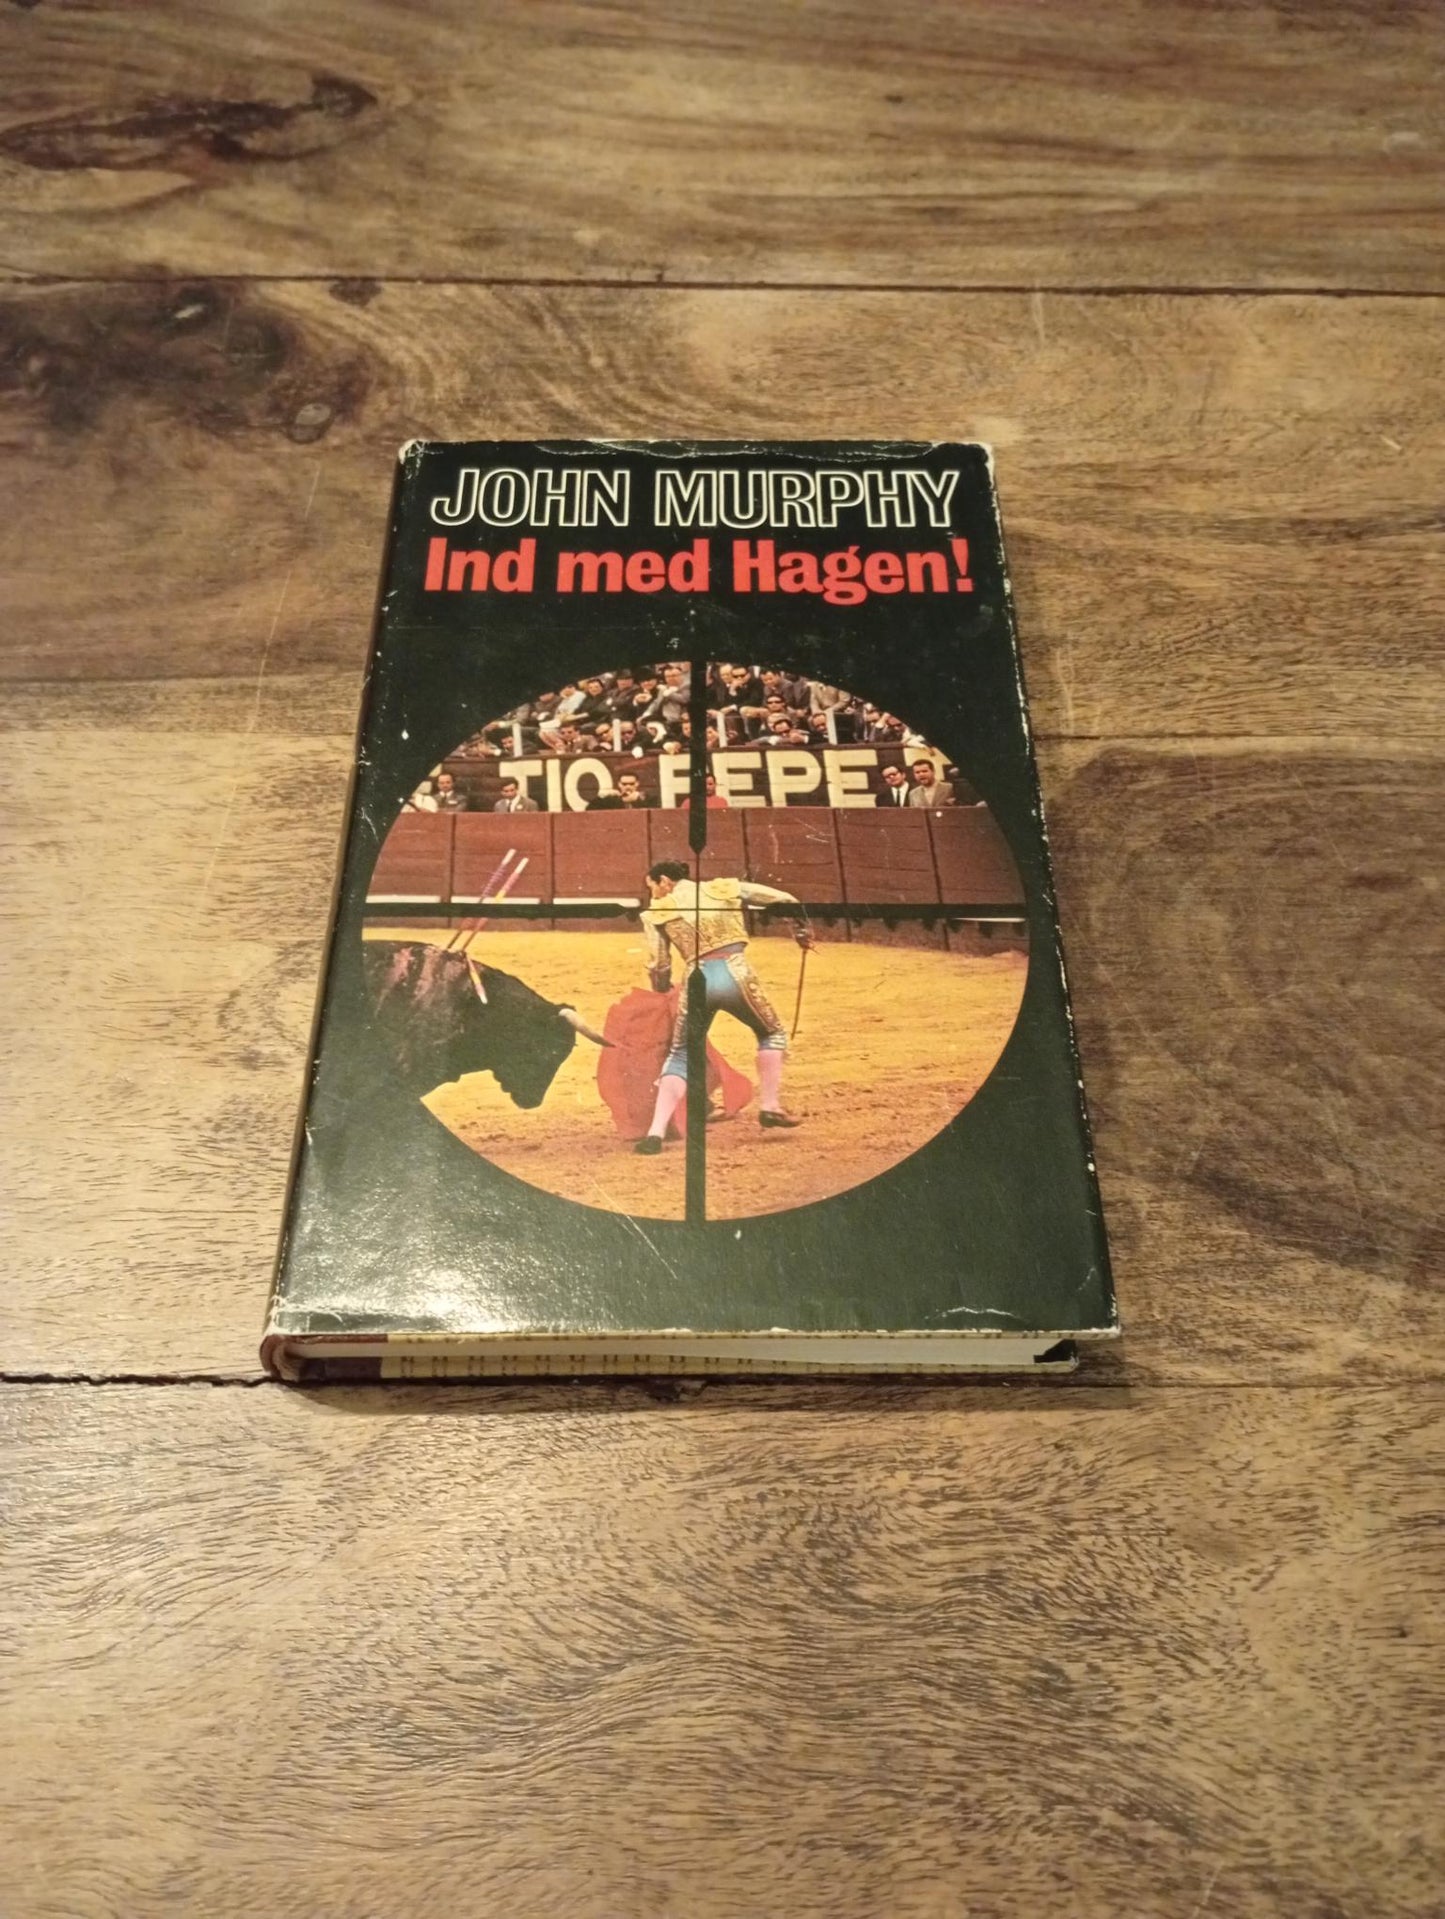 JOHN MURPHY
Ind med Hagen!
TIO PEPE